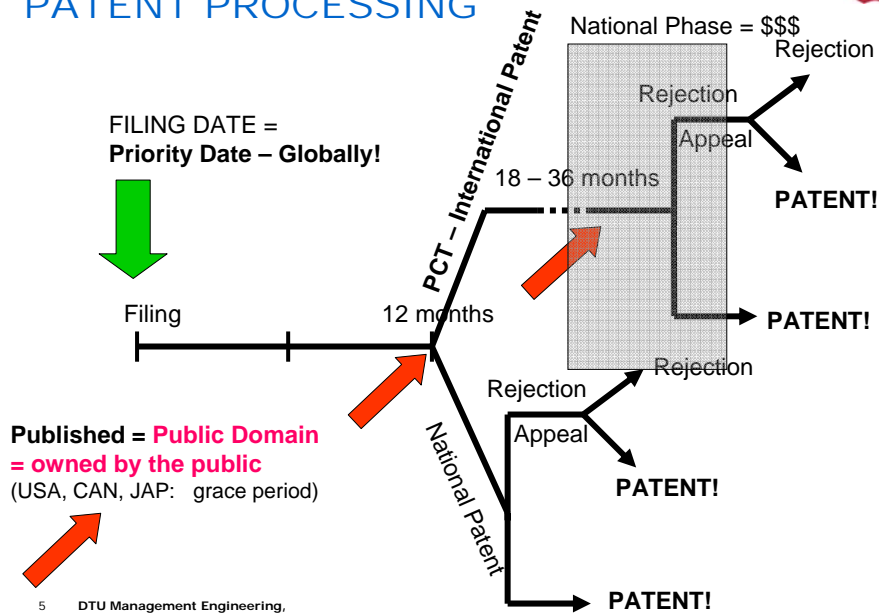 PATENT PROCESSING
National Phase = $$$
Rejection
Rejection
Appeal
PATENT!
FILING DATE =
Priority Date – Globally!
PCT – International Patent
18 – 36 months
PATENT!
Filing
12 months
Rejection
Rejection
Appeal
PATENT!
National Patent
PATENT!
Published = Public Domain
= owned by the public
(USA, CAN, JAP: grace period)
5 DTU Management Engineering,